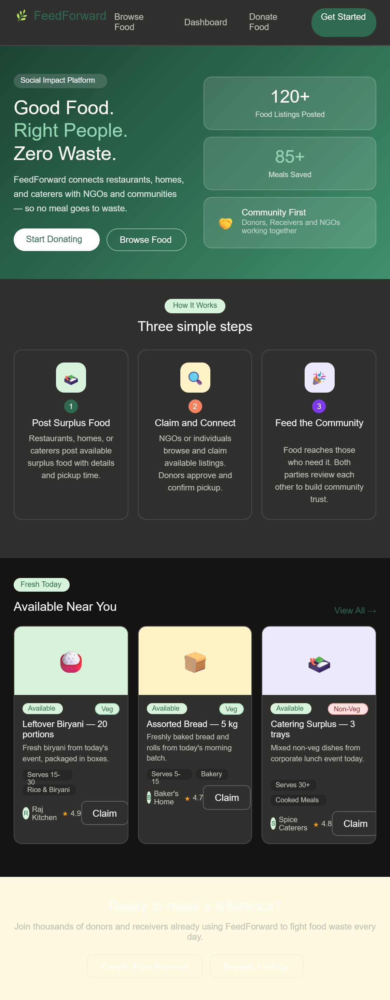 FeedForward
Browse
Food
Dashboard
Donate
Food
Get Started
Social Impact Platform
Good Food.
Right People.
Zero Waste.
FeedForward connects restaurants, homes,
and caterers with NGOs and communities
— so no meal goes to waste.
Start Donating
Browse Food
120+
Food Listings Posted
85+
Meals Saved
Community First
Donors, Receivers and NGOs
working together
How It Works
Three simple steps
1
Post Surplus Food
Restaurants, homes, or
caterers post available
surplus food with details
and pickup time.
2
Claim and Connect
NGOs or individuals
browse and claim
available listings.
Donors approve and
confirm pickup.
3
Feed the Community
Food reaches those
who need it. Both
parties review each
other to build community
trust.
Fresh Today
Available Near You
View All →
Available
Veg
Leftover Biryani — 20
portions
Fresh biryani from today's
event, packaged in boxes.
Serves 15-
30
Rice & Biryani
R
Raj
Kitchen
★ 4.9
Claim
Available
Veg
Assorted Bread — 5 kg
Freshly baked bread and
rolls from today's morning
batch.
Serves 5-
15
Bakery
B
Baker's
Home
★ 4.7
Claim
Available
Non-Veg
Catering Surplus — 3
trays
Mixed non-veg dishes from
corporate lunch event today.
Serves 30+
Cooked Meals
S
Spice
Caterers
★ 4.8
Claim
Ready to make a difference?
Join thousands of donors and receivers already using FeedForward to fight food waste every
day.
Create Free Account
Browse Listings